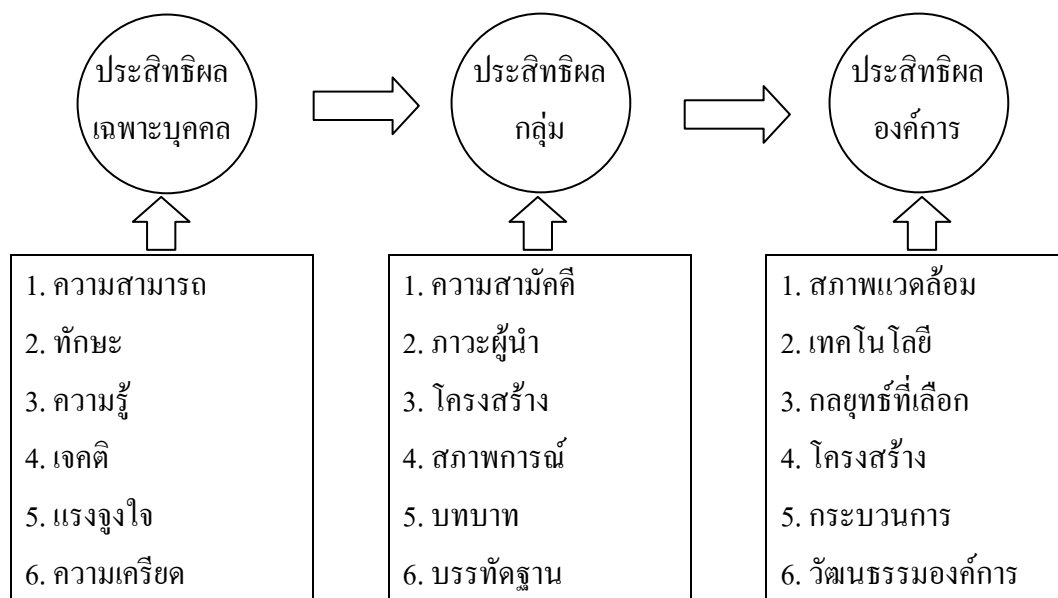 ประสิทธิผล
เฉพาะบุคคล
ประสิทธิผล
กลุ่ม
ประสิทธิผล
องค์การ
1. ความสามารถ
2. ทักษะ
3. ความรู้
4. เจคติ
5. แรงจูงใจ
6. ความเครียด
1. ความสามัคคี
2. ภาวะผู้นำ
3. โครงสร้าง
4. สภาพการณ์
5. บทบาท
6. บรรทัดฐาน
1. สภาพแวดล้อม
2. เทคโนโลยี
3. กลยุทธ์ที่เลือก
4. โครงสร้าง
5. กระบวนการ
6. วัฒนธรรมองค์การ